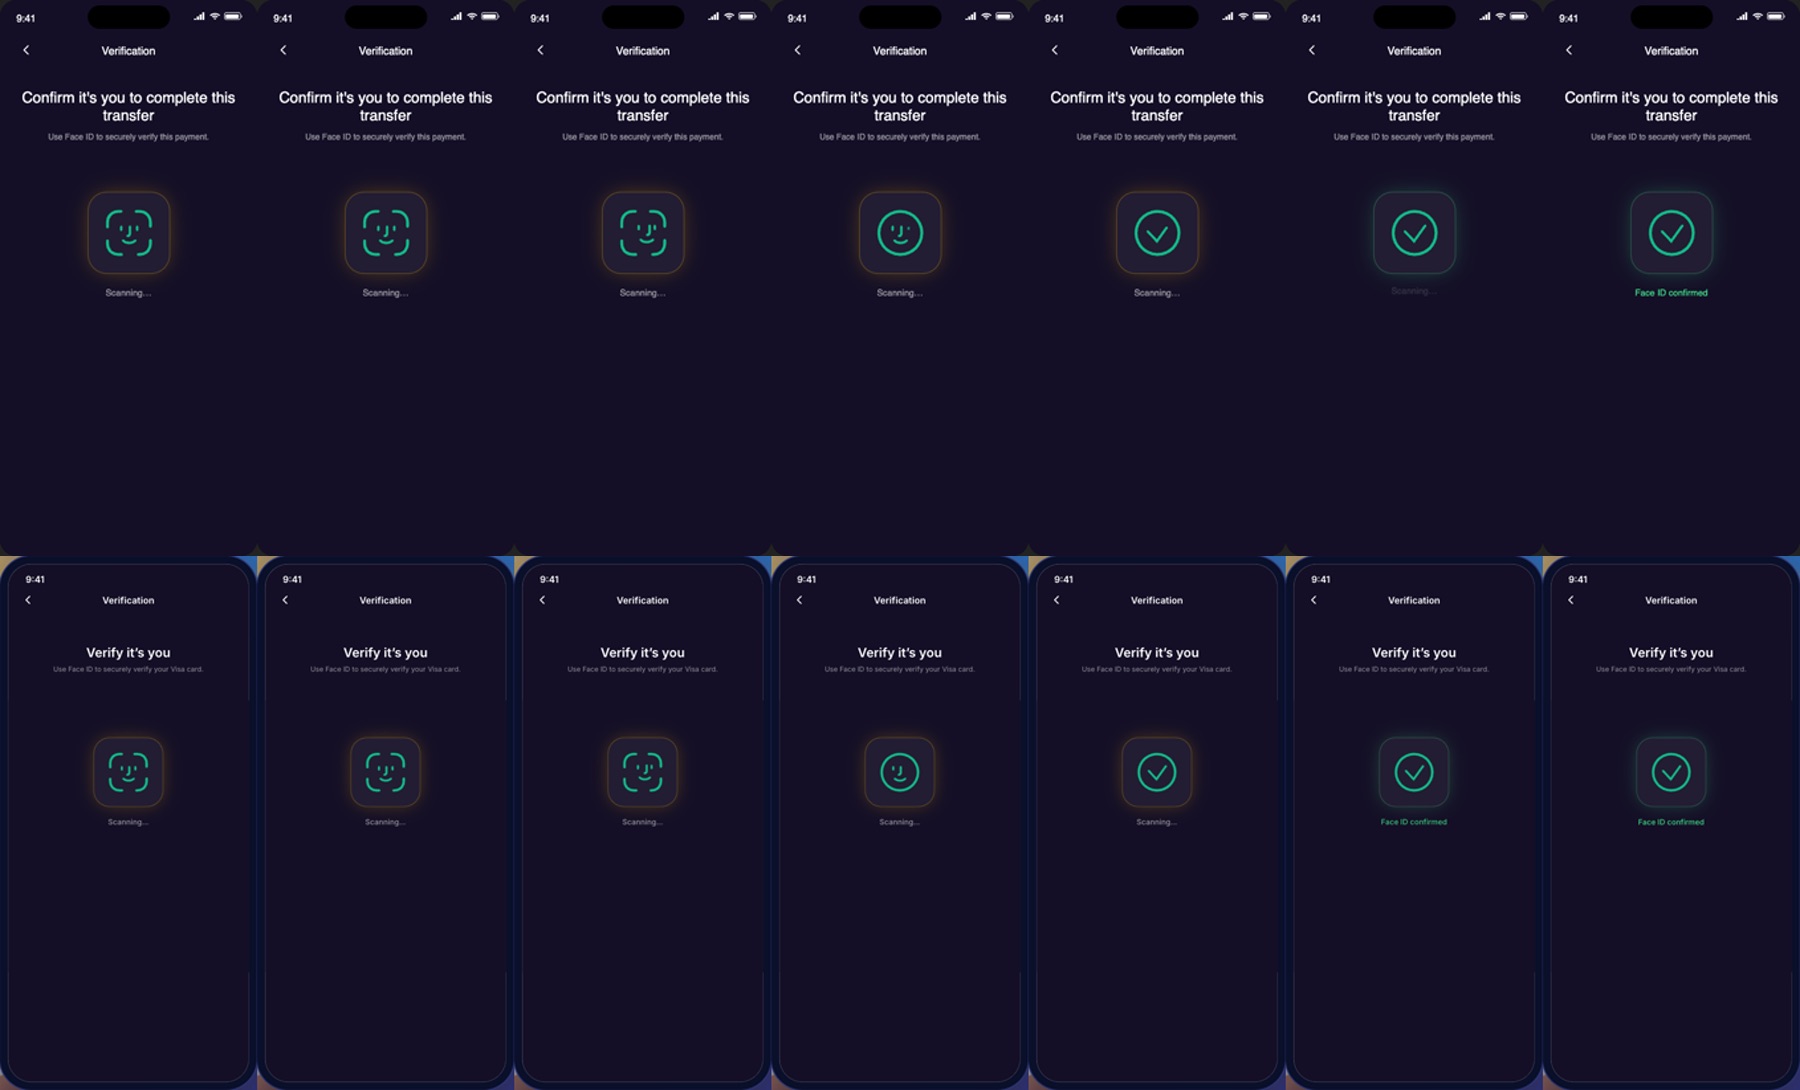 9:41
Verification
Confirm it's you to complete this
transfer
Use Face ID to securely verify this payment.
Scanning...
9:41
Verification
Confirm it's you to complete this
transfer
Use Face ID to securely verify this payment.
Scanning...
9:41
Verification
Confirm it's you to complete this
transfer
Use Face ID to securely verify this payment.
Scanning...
9:41
Verification
Confirm it's you to complete this
transfer
Use Face ID to securely verify this payment.
Scanning...
9:41
Verification
Confirm it's you to complete this
transfer
Use Face ID to securely verify this payment.
Scanning...
9:41
Verification
Confirm it's you to complete this
transfer
Use Face ID to securely verify this payment.
Scanning...
9:41
Verification
Confirm it's you to complete this
transfer
Use Face ID to securely verify this payment.
Face ID confirmed
9:41
Verification
Verify it’s you
Use Face ID to securely verify your Visa card.
Scanning...
9:41
Verification
Verify it’s you
Use Face ID to securely verify your Visa card.
Scanning...
9:41
Verification
Verify it’s you
Use Face ID to securely verify your Visa card.
Scanning...
9:41
Verification
Verify it’s you
Use Face ID to securely verify your Visa card.
Scanning...
9:41
Verification
Verify it’s you
Use Face ID to securely verify your Visa card.
Scanning...
9:41
Verification
Verify it’s you
Use Face ID to securely verify your Visa card.
Face ID confirmed
9:41
Verification
Verify it’s you
Use Face ID to securely verify your Visa card.
Face ID confirmed